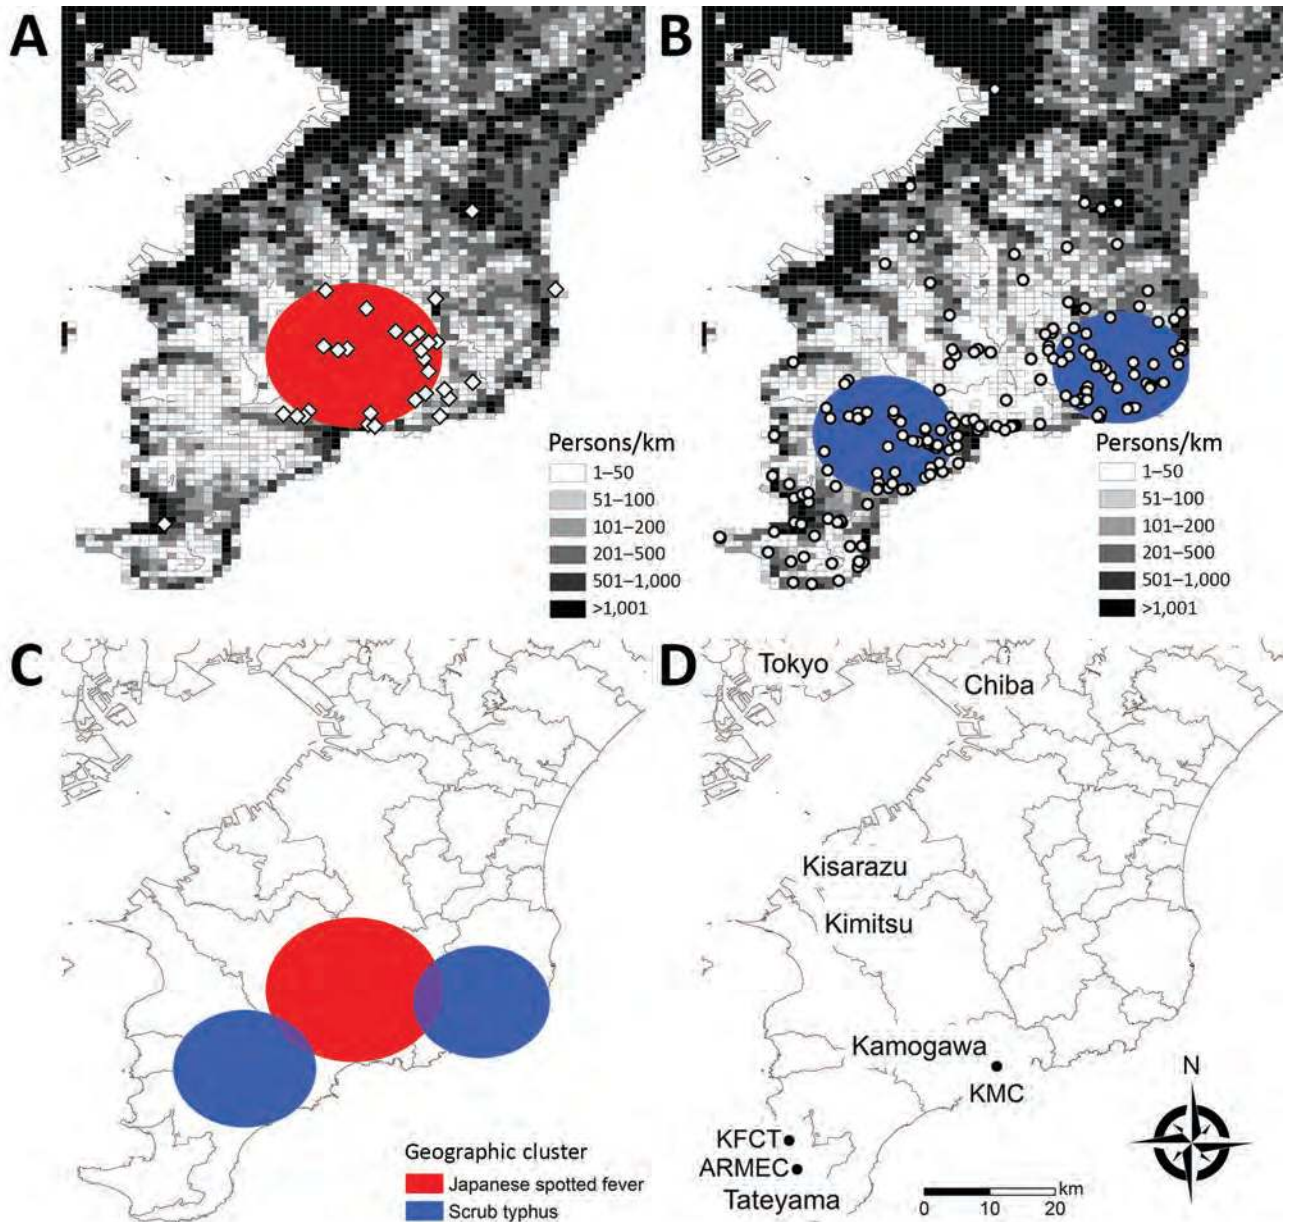 A
Persons/km
1–50
51–100
101–200
201–500
501–1,000
>1,001
B
Persons/km
1–50
51–100
101–200
201–500
501–1,000
>1,001
C
Geographic cluster
Japanese spotted fever
Scrub typhus
D
Tokyo
Chiba
Kisarazu
Kimitsu
Kamogawa
KMC
KFCT
ARMEC
Tateyama
N
km
0 10 20